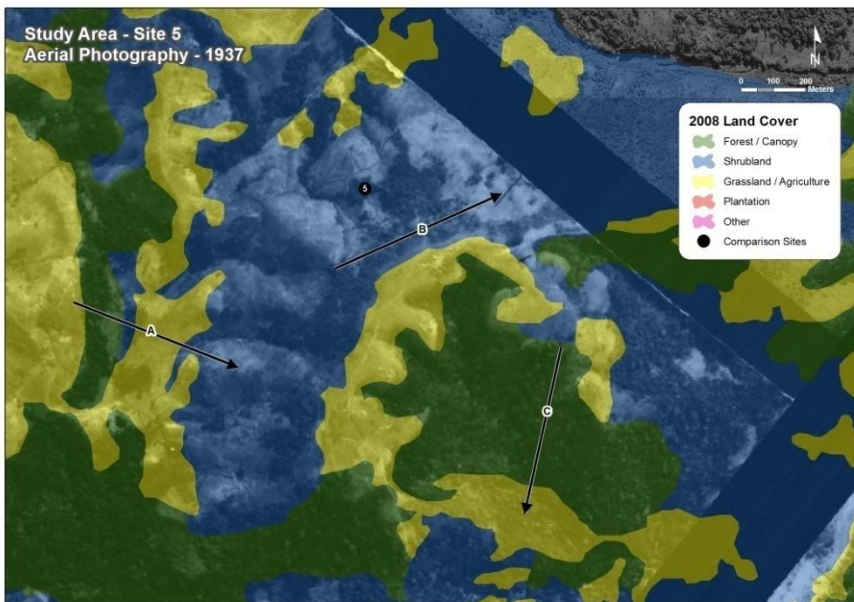 Study Area - Site 5
Aerial Photography - 1937
N
0 100 200
Meters
2008 Land Cover
Forest / Canopy
Shrubland
Grassland / Agriculture
Plantation
Other
Comparison Sites
5
B
A
C